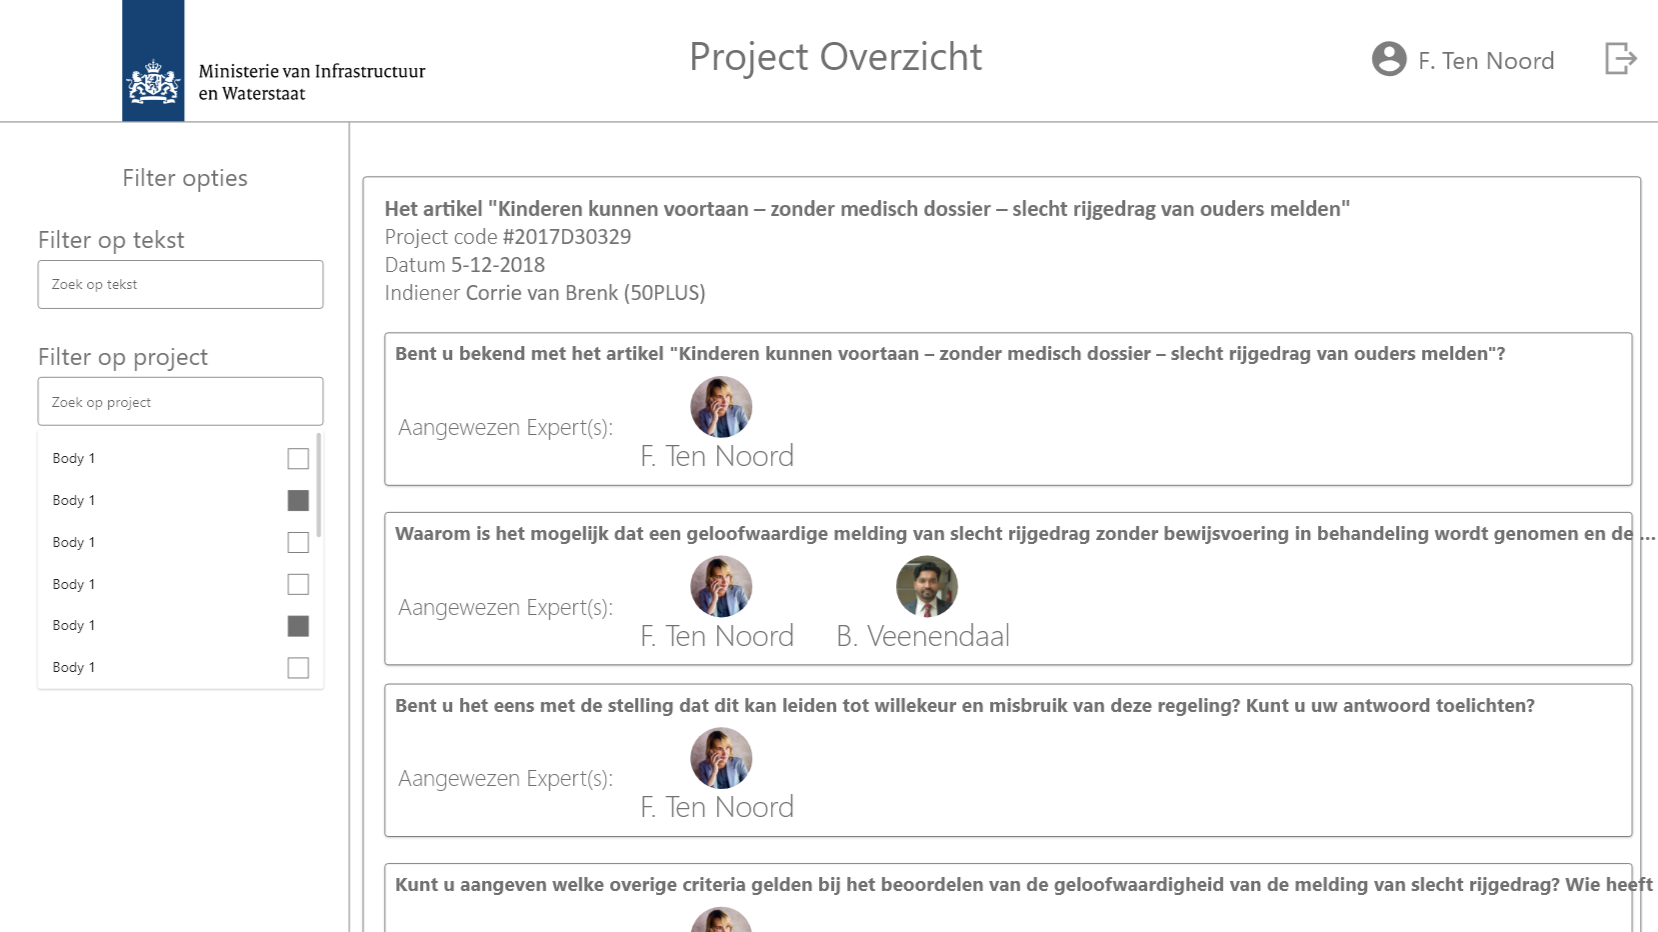 Ministerie van Infrastructuur
en Waterstaat
Project Overzicht
F. Ten Noord
Filter opties
Filter op tekst
Zoek op tekst
Filter op project
Zoek op project
Body 1
Body 1
Body 1
Body 1
Body 1
Body 1
Het artikel "Kinderen kunnen voortaan – zonder medisch dossier – slecht rijgedrag van ouders melden"
Project code #2017D30329
Datum 5-12-2018
Indiener Corrie van Brenk (50PLUS)
Bent u bekend met het artikel "Kinderen kunnen voortaan – zonder medisch dossier – slecht rijgedrag van ouders melden"?
Aangewezen Expert(s):
F. Ten Noord
Waarom is het mogelijk dat een geloofwaardige melding van slecht rijgedrag zonder bewijsvoering in behandeling wordt genomen en de ...
Aangewezen Expert(s):
F. Ten Noord
B. Veenendaal
Bent u het eens met de stelling dat dit kan leiden tot willekeur en misbruik van deze regeling? Kunt u uw antwoord toelichten?
Aangewezen Expert(s):
F. Ten Noord
Kunt u aangeven welke overige criteria gelden bij het beoordelen van de geloofwaardigheid van de melding van slecht rijgedrag? Wie heeft